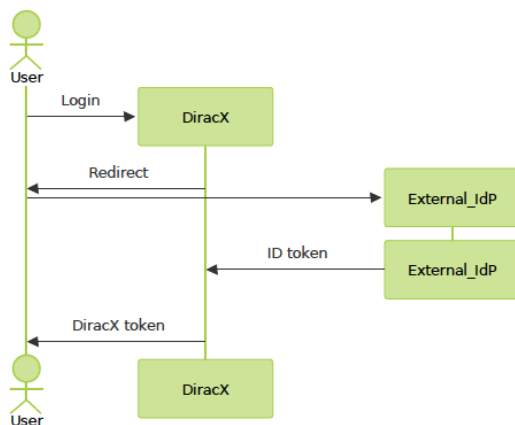 User
Login
DiracX
Redirect
External_IdP
ID token
External_IdP
DiracX token
DiracX
User